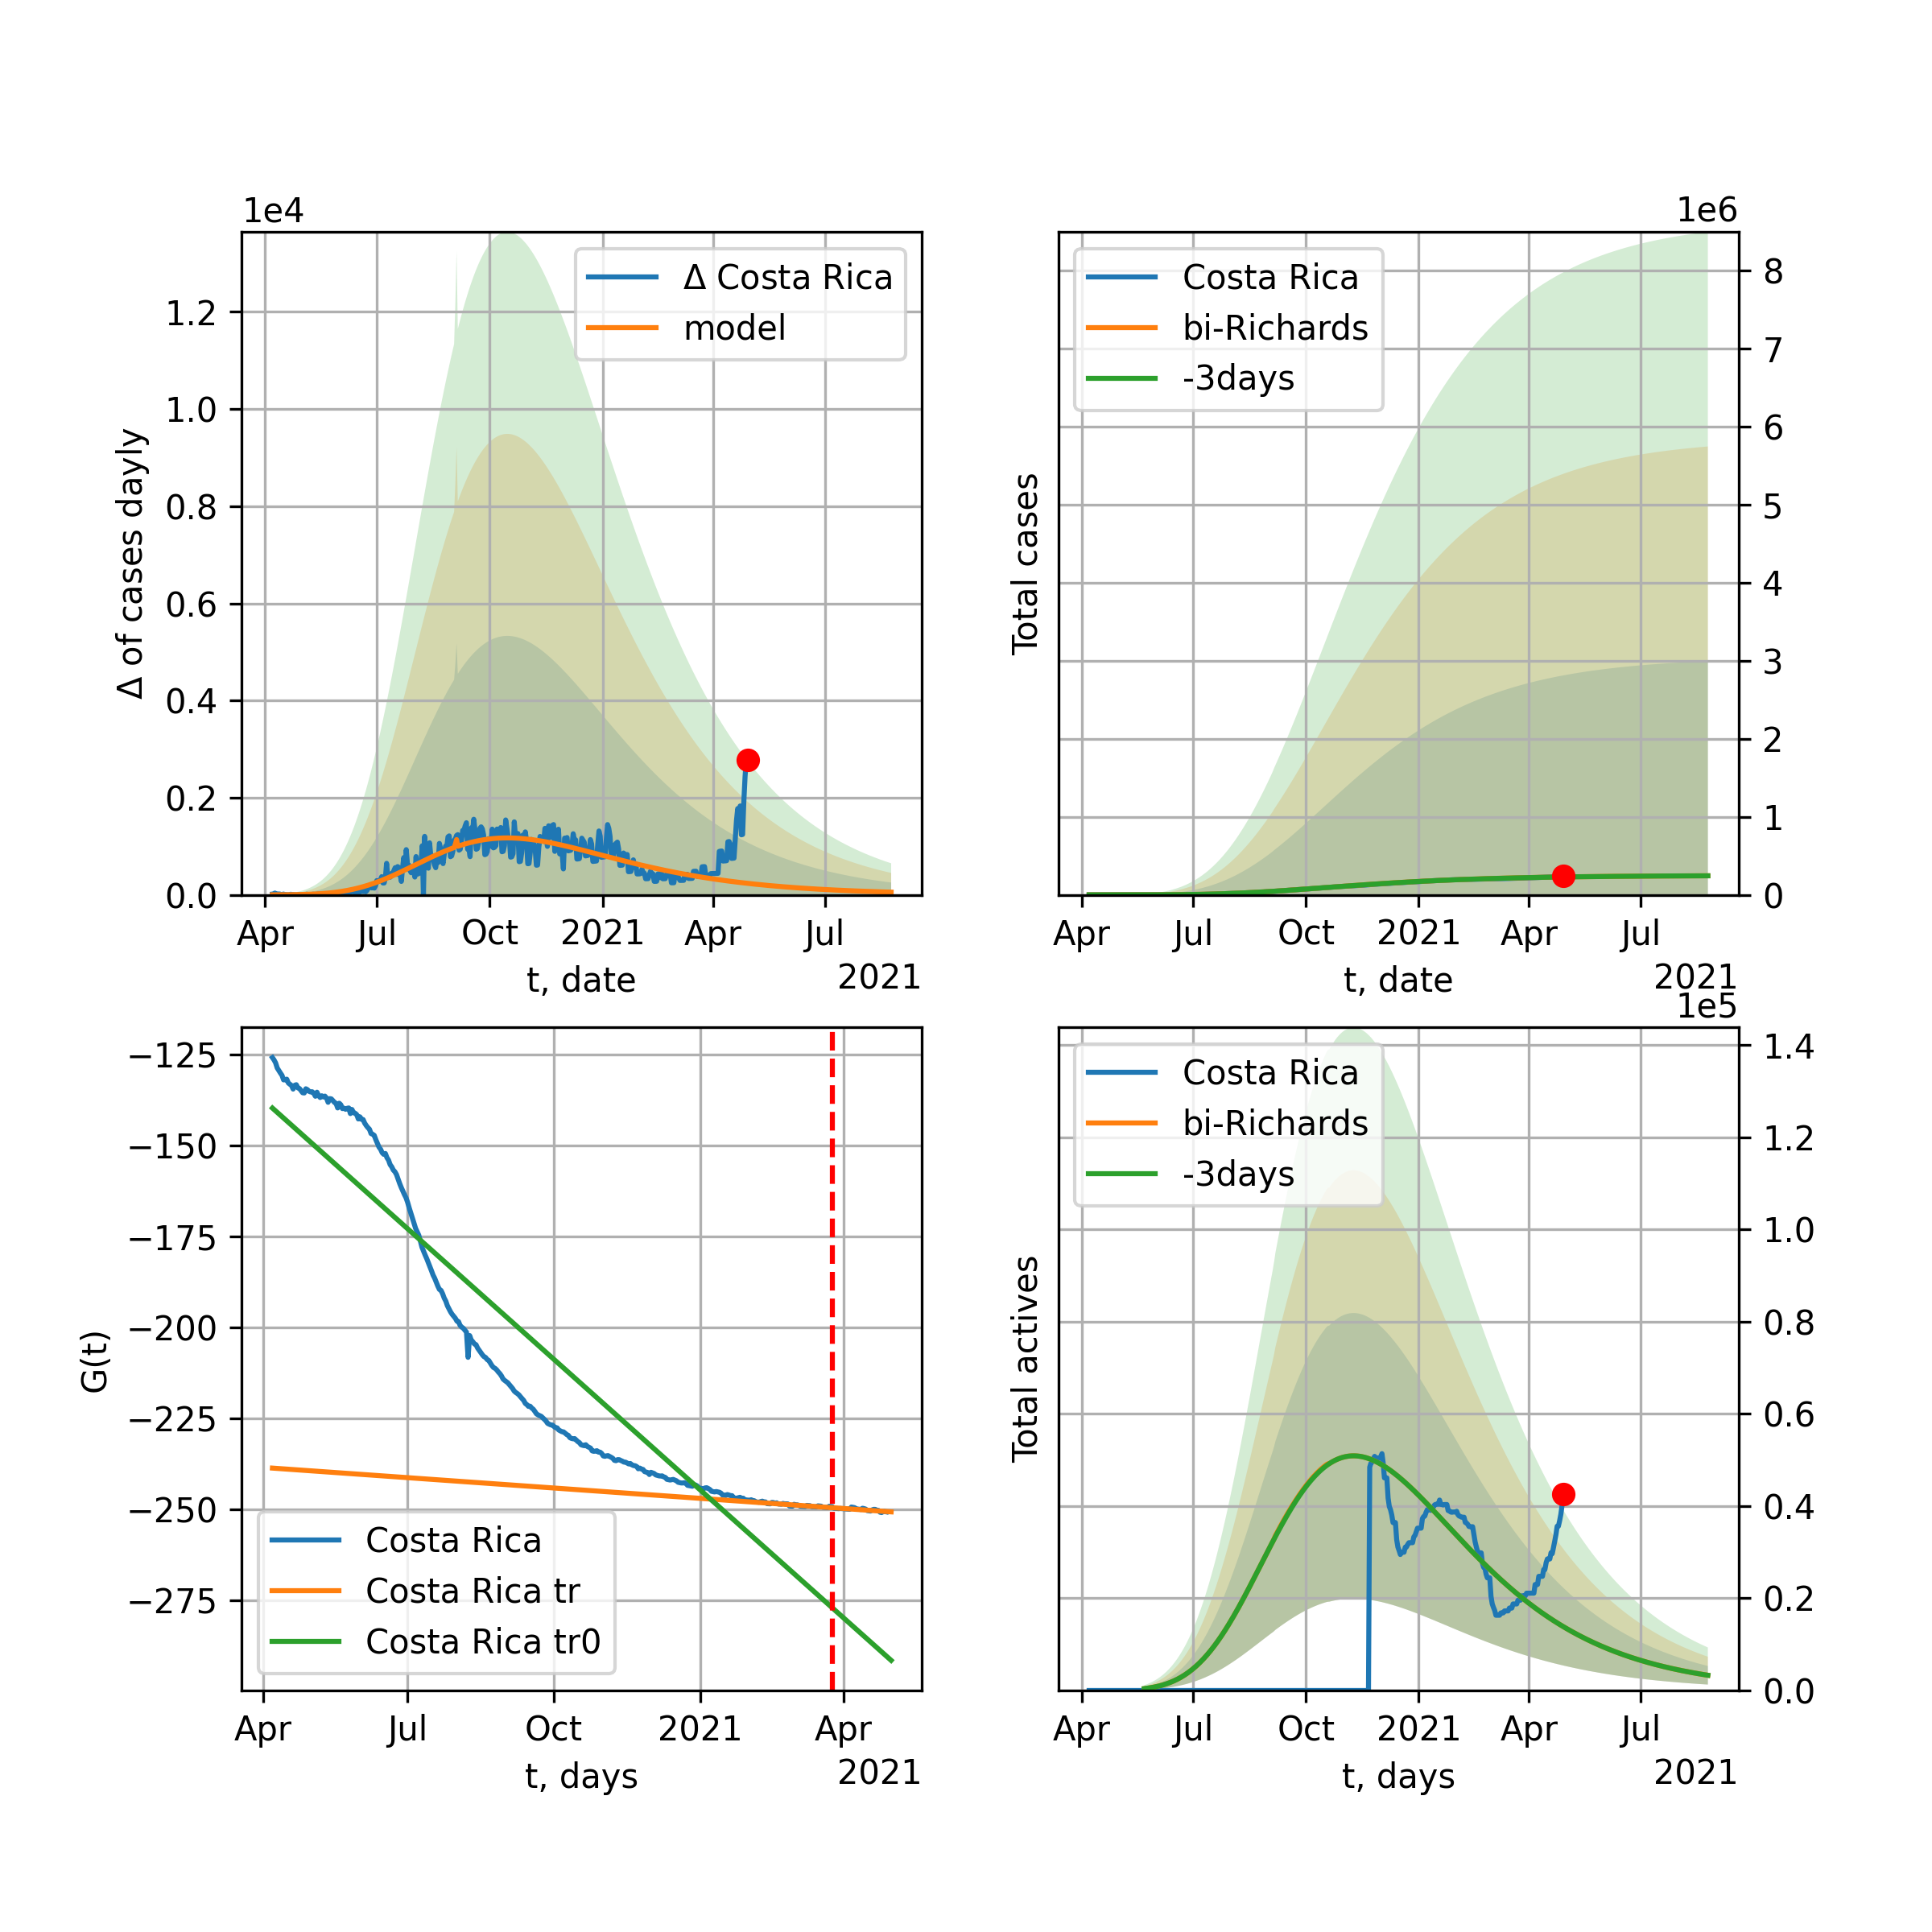 1e4
Δ of cases dayly
1.2
1.0
0.8
0.6
0.4
0.2
0.0
Δ Costa Rica
model
Apr Jul Oct 2021 Apr Jul
t, date
2021
1e6
Total cases
Costa Rica
bi-Richards
-3days
8
7
6
5
4
3
2
1
0
Apr Jul Oct 2021 Apr Jul
t, date
2021
G(t)
−125
−150
−175
−200
−225
−250
−275
Costa Rica
Costa Rica tr
Costa Rica tr0
Apr Jul Oct 2021 Apr
t, days
2021
1e5
Total actives
Costa Rica
bi-Richards
-3days
1.4
1.2
1.0
0.8
0.6
0.4
0.2
0.0
Apr Jul Oct 2021 Apr Jul
t, days
2021